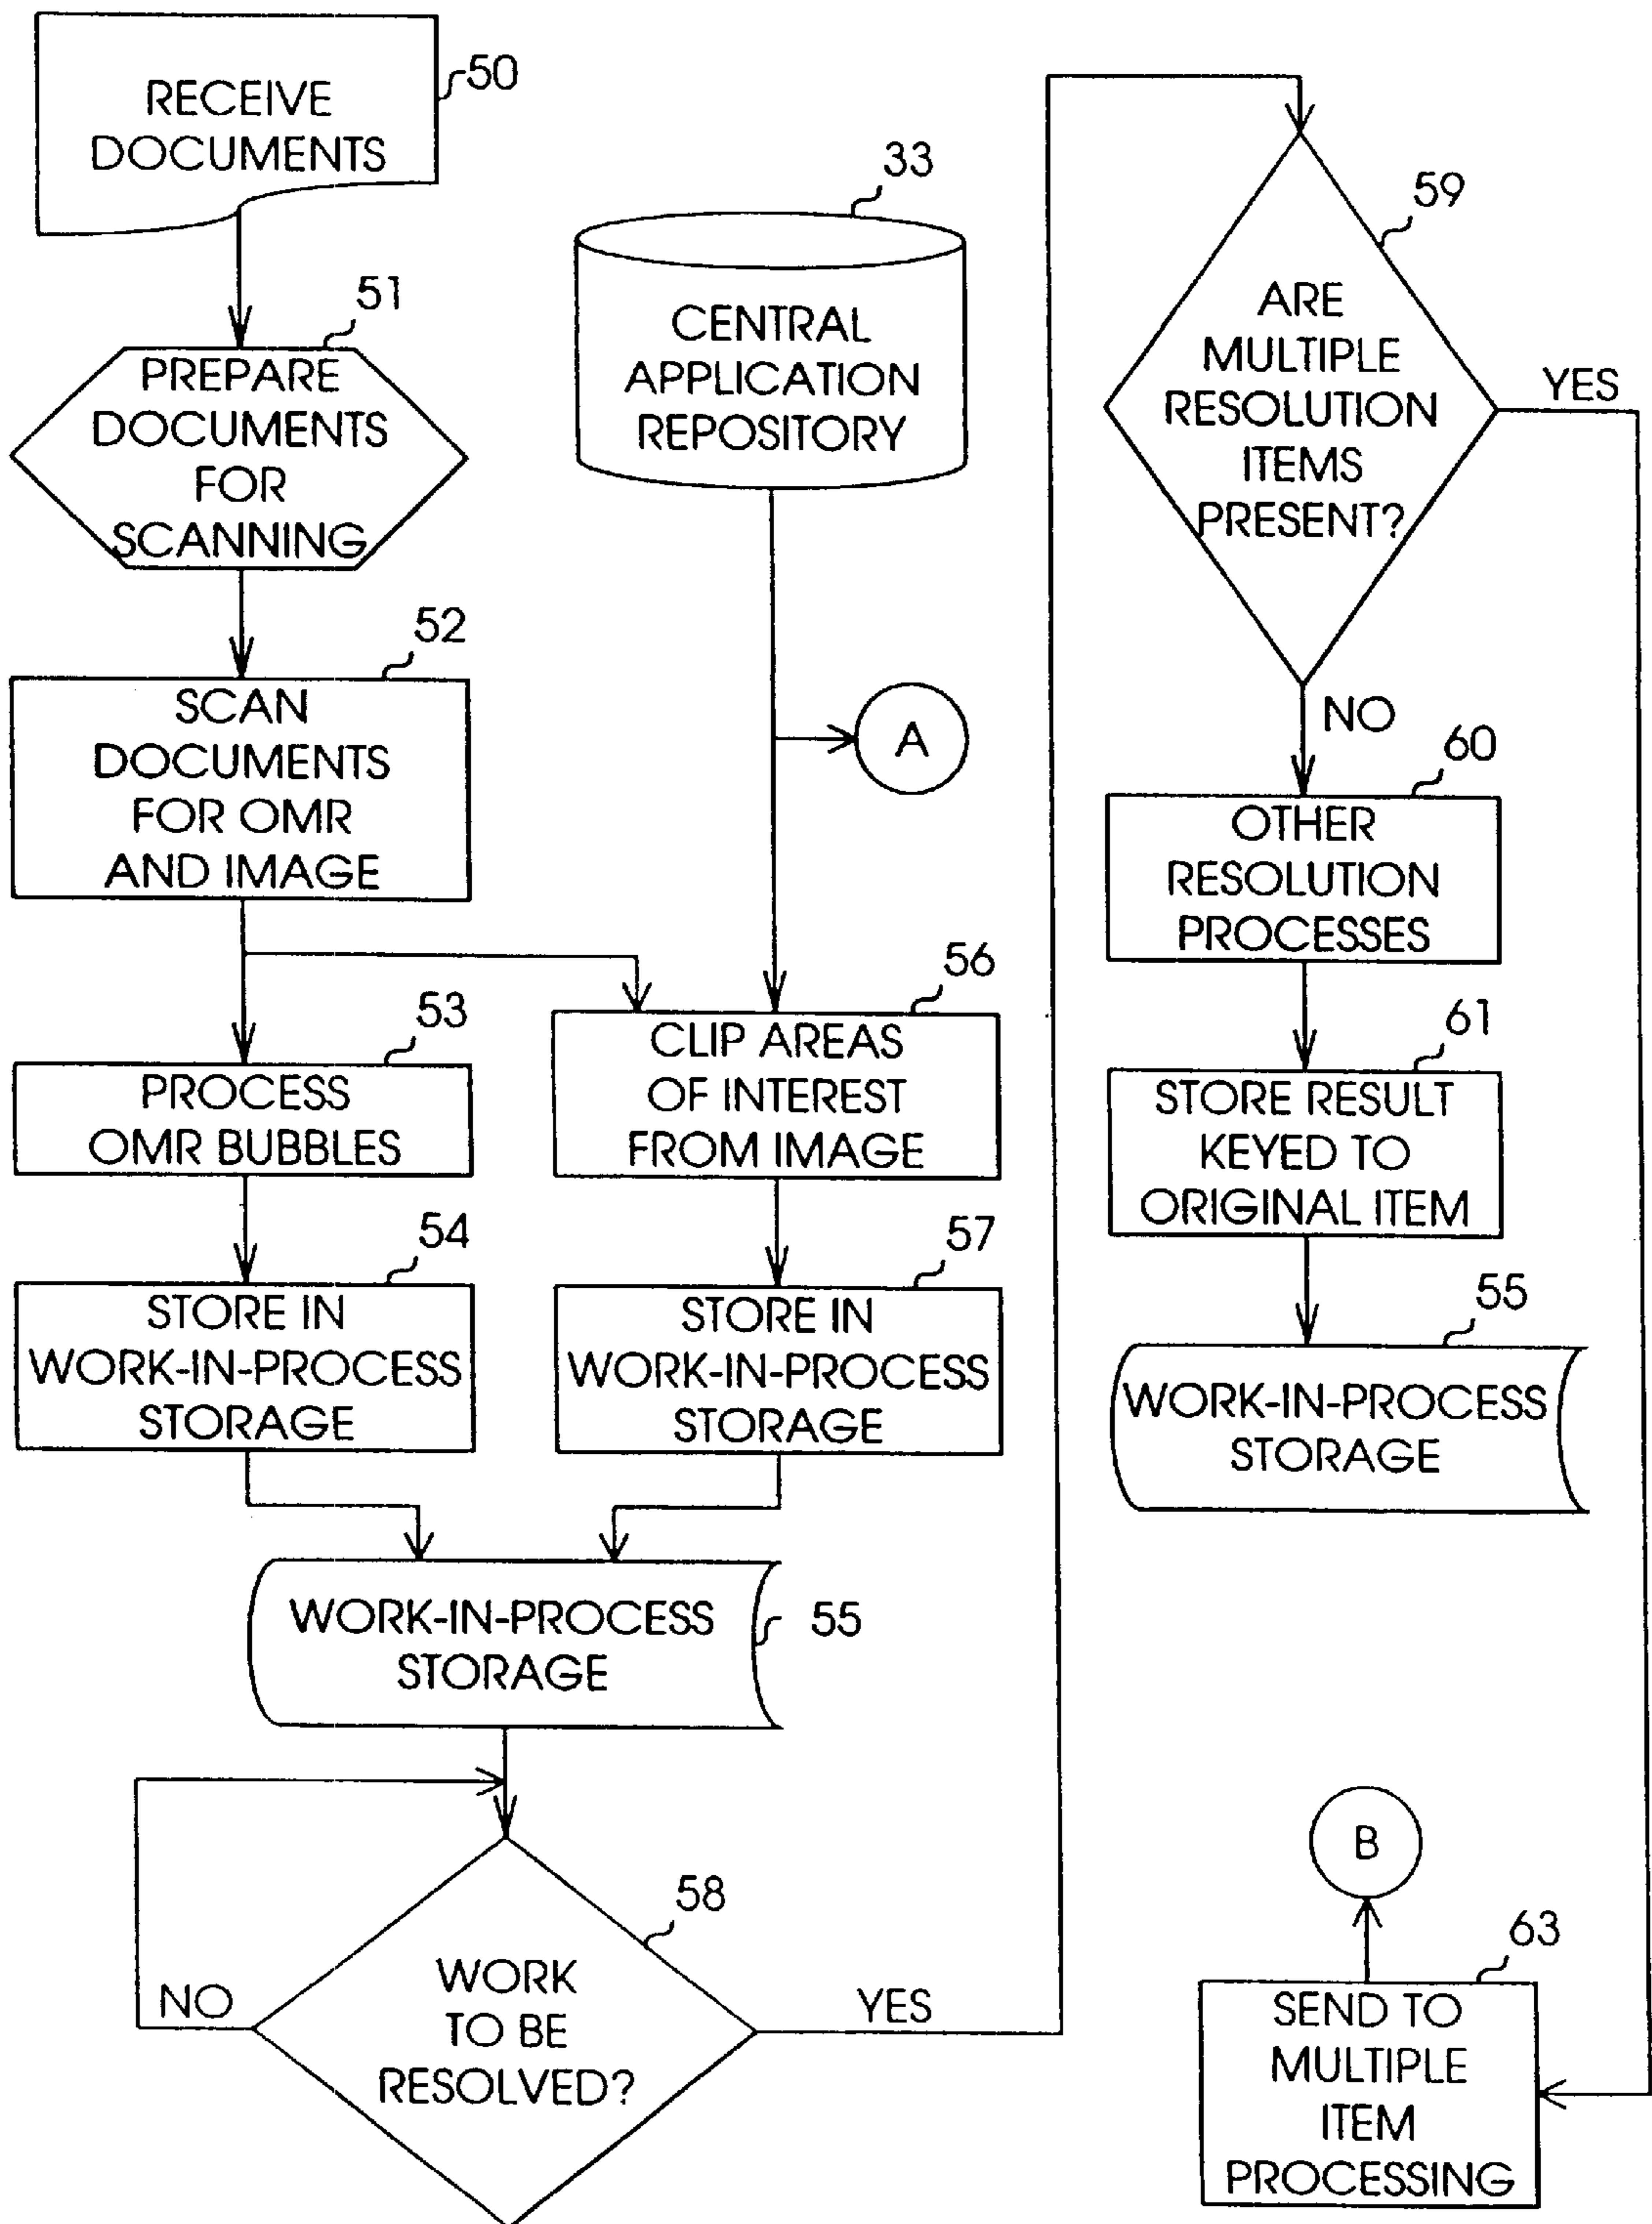 50
RECEIVE
DOCUMENTS
51
PREPARE
DOCUMENTS
FOR
SCANNING
52
SCAN
DOCUMENTS
FOR OMR
AND IMAGE
53
PROCESS
OMR BUBBLES
54
STORE IN
WORK-IN-PROCESS
STORAGE
33
CENTRAL
APPLICATION
REPOSITORY
A
56
CLIP AREAS
OF INTEREST
FROM IMAGE
57
STORE IN
WORK-IN-PROCESS
STORAGE
WORK-IN-PROCESS
STORAGE
55
58
WORK
TO BE
RESOLVED?
NO
YES
59
ARE
MULTIPLE
RESOLUTION
ITEMS
PRESENT?
YES
NO
60
OTHER
RESOLUTION
PROCESSES
61
STORE RESULT
KEYED TO
ORIGINAL ITEM
55
WORK-IN-PROCESS
STORAGE
B
63
SEND TO
MULTIPLE
ITEM
PROCESSING